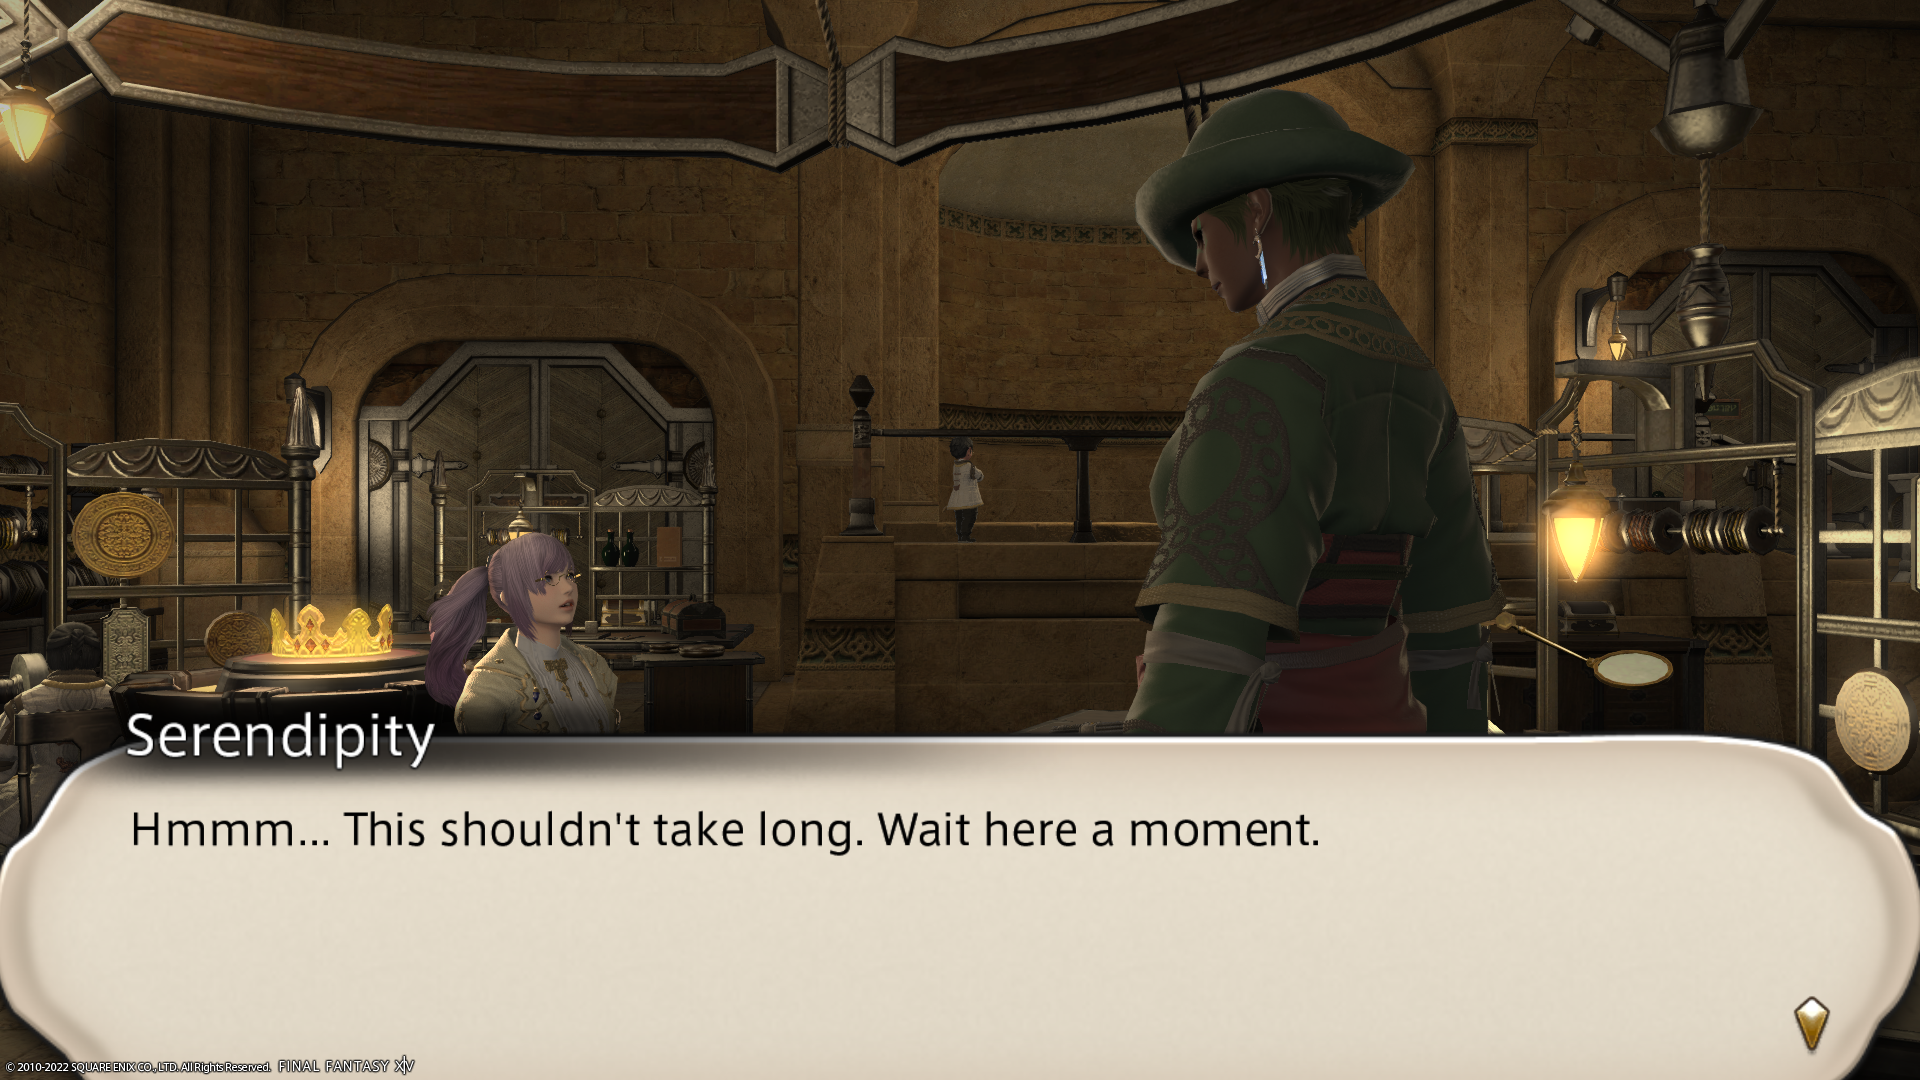 Serendipity
Hmmm... This shouldn't take long. Wait here a moment.
© 2010-2022 SQUARE ENIX CO., LTD. All Rights Reserved. FINAL FANTASY XIV